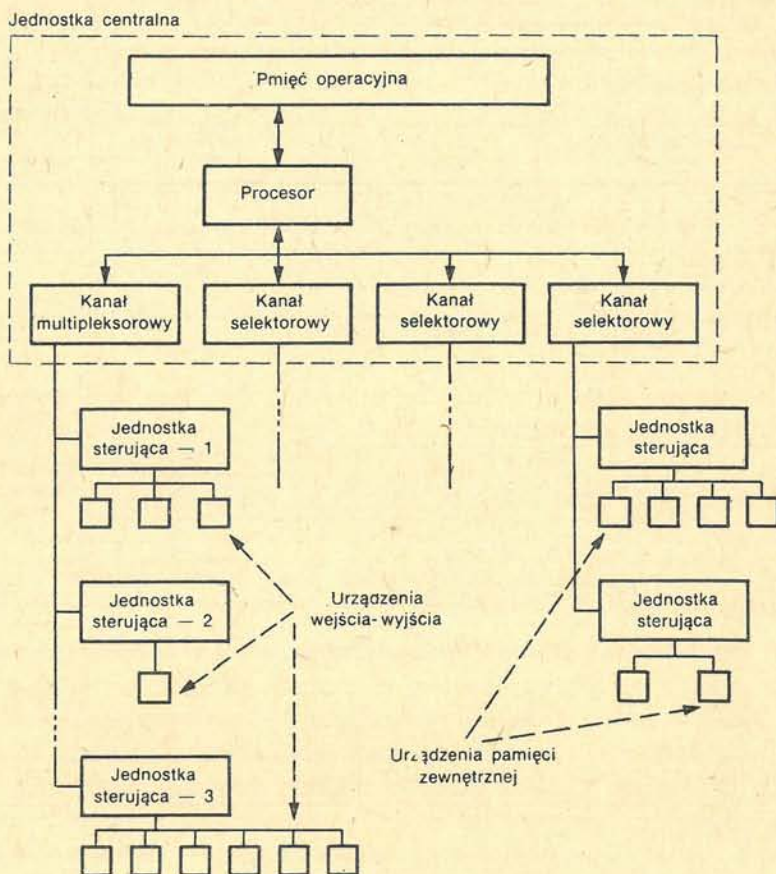 Jednostka centralna
Pmięć operacyjna
Procesor
Kanał
multipleksorowy
Kanał
selektorowy
Kanał
selektorowy
Kanał
selektorowy
Jednostka
sterująca — 1
Jednostka
sterująca
Urządzenia
wejścia-wyjścia
Jednostka
sterująca — 2
Jednostka
sterująca
Urządzenia pamięci
zewnętrznej
Jednostka
sterująca — 3